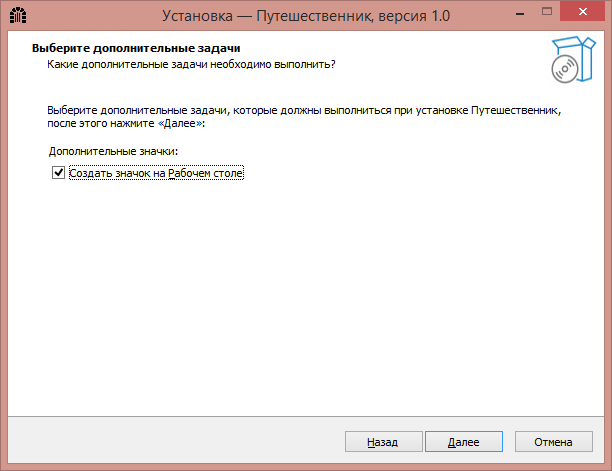 Установка — Путешественник, версия 1.0
Выберите дополнительные задачи
Какие дополнительные задачи необходимо выполнить?
Выберите дополнительные задачи, которые должны выполниться при установке Путешественник,
после этого нажмите «Далее»:
Дополнительные значки:
Создать значок на Рабочем столе
Назад
Далее
Отмена